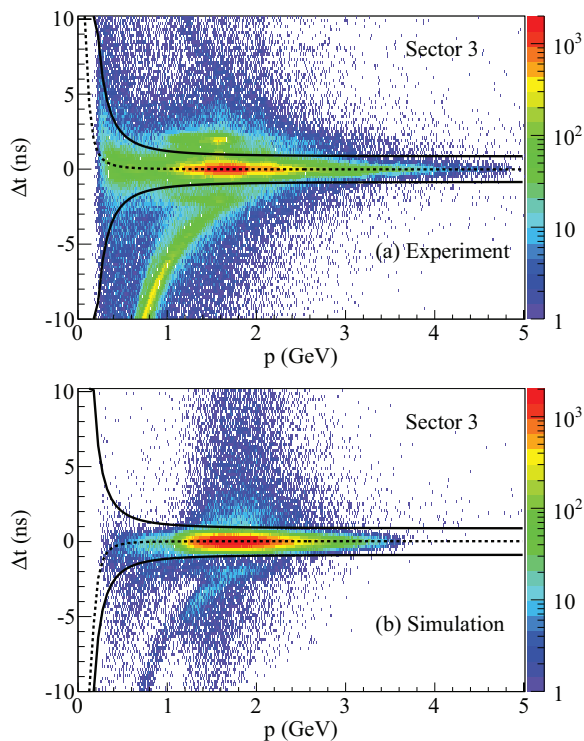 10
5
0
-5
-10
Δt (ns)
Sector 3
(a) Experiment
0 1 2 3 4 5
p (GeV)
10³
10²
10
1
10
5
0
-5
-10
Δt (ns)
Sector 3
(b) Simulation
0 1 2 3 4 5
p (GeV)
10³
10²
10
1